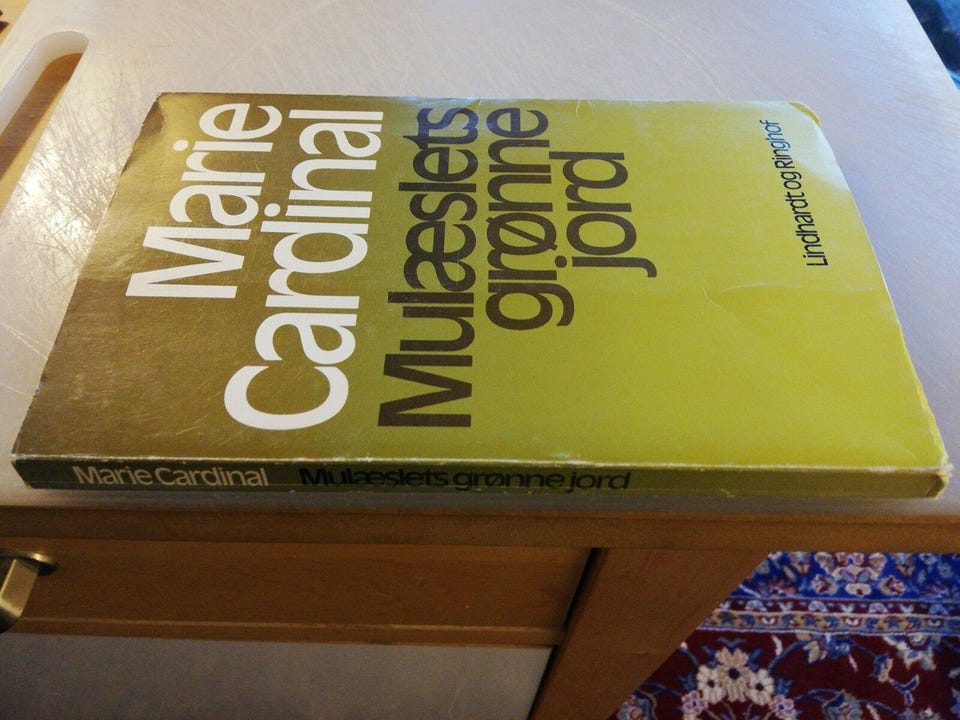 Marie
Cardinal
Mulæslets
grønne
jord
Lindhardt og Ringhof
Marie Cardinal Mulæslets grønne jord